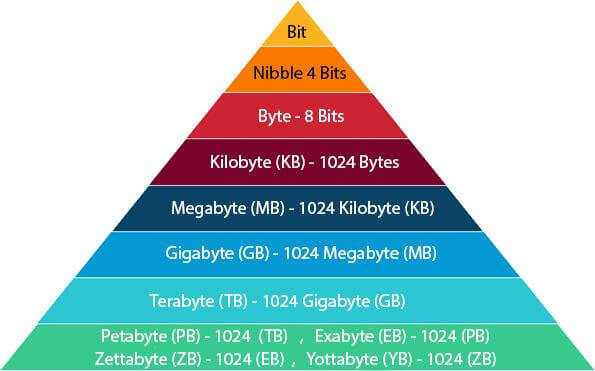 Bit
Nibble 4 Bits
Byte - 8 Bits
Kilobyte (KB) - 1024 Bytes
Megabyte (MB) - 1024 Kilobyte (KB)
Gigabyte (GB) - 1024 Megabyte (MB)
Terabyte (TB) - 1024 Gigabyte (GB)
Petabyte (PB) - 1024 (TB) , Exabyte (EB) - 1024 (PB)
Zettabyte (ZB) - 1024 (EB) , Yottabyte (YB) - 1024 (ZB)